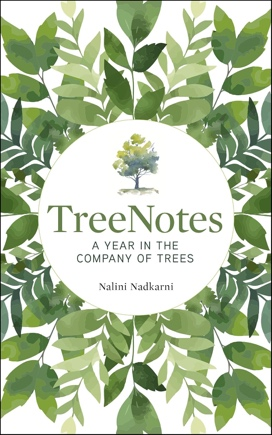 TreeNotes
A YEAR IN THE
COMPANY OF TREES
Nalini Nadkarni